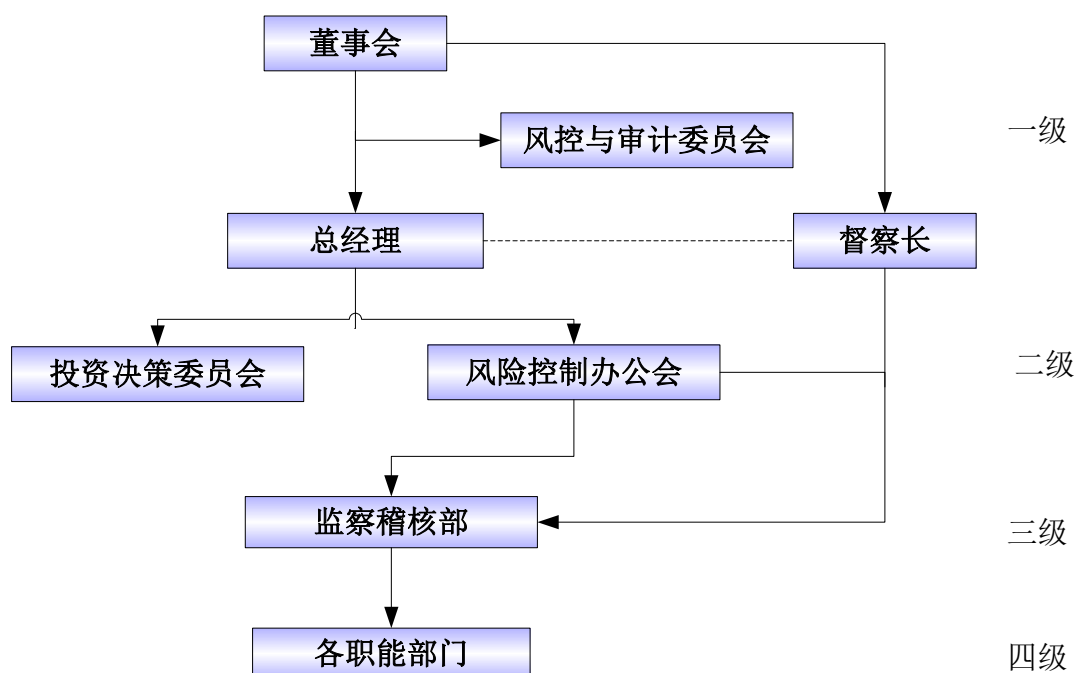 董事会
风控与审计委员会
一级
总经理
督察长
投资决策委员会
风险控制办公会
二级
监察稽核部
三级
各职能部门
四级